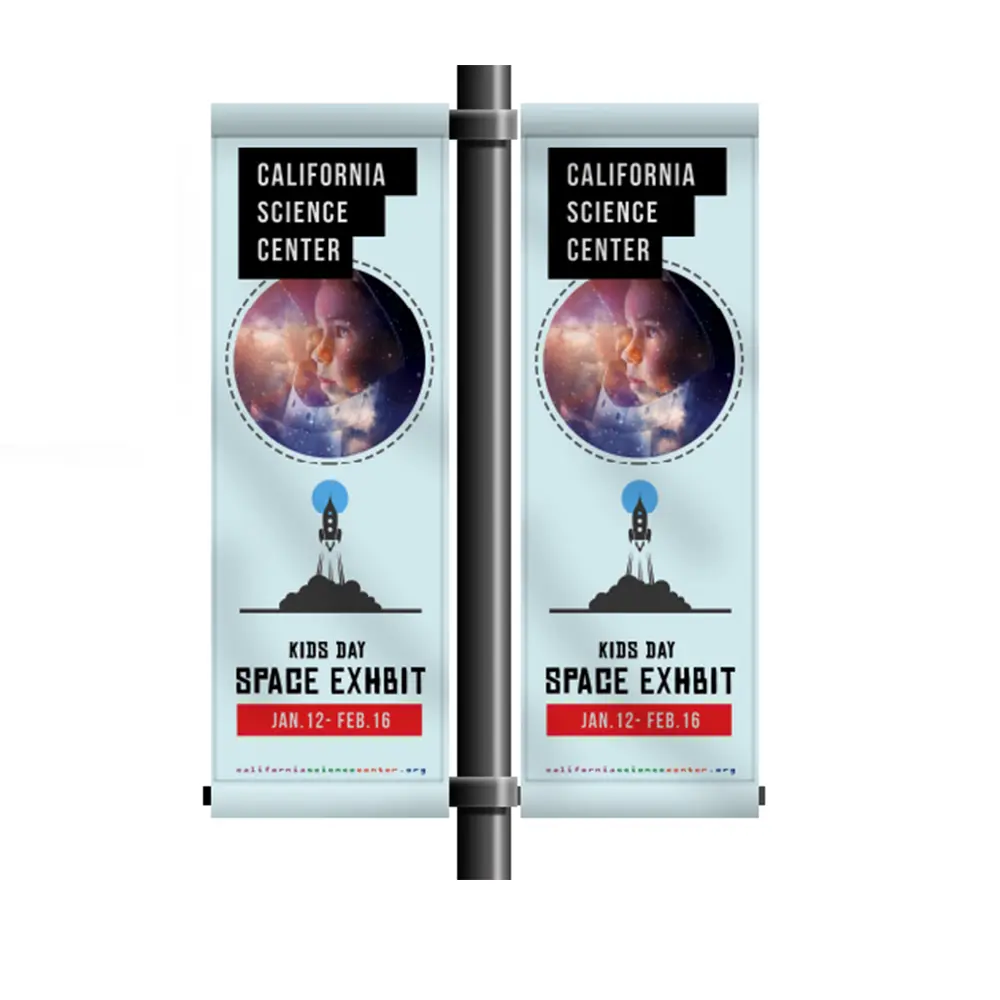 CALIFORNIA
SCIENCE
CENTER
KIDS DAY
SPACE EXHBIT
JAN.12- FEB.16
californiasciencecenter.org
CALIFORNIA
SCIENCE
CENTER
KIDS DAY
SPACE EXHBIT
JAN.12- FEB.16
californiasciencecenter.org